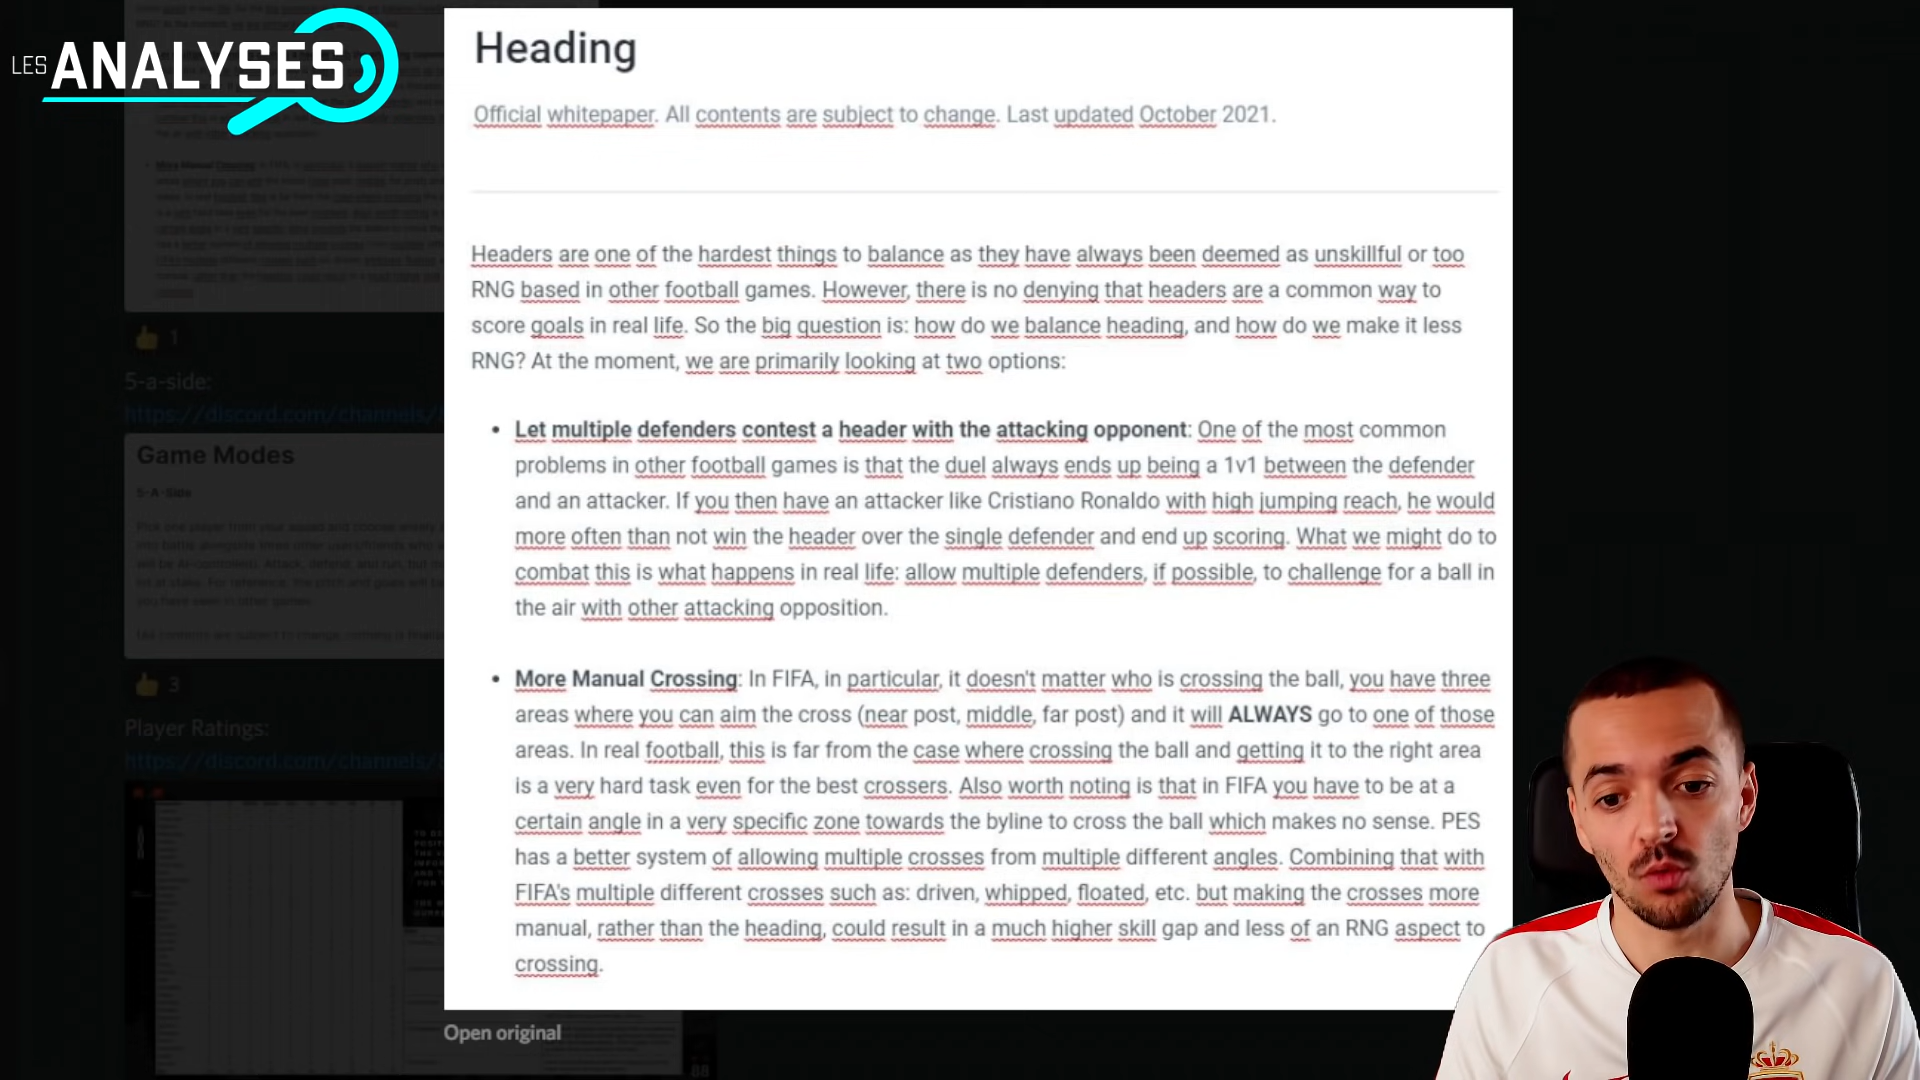 LES ANALYSES
Heading
Official whitepaper. All contents are subject to change. Last updated October 2021.
Headers are one of the hardest things to balance as they have always been deemed as unskillful or too
RNG based in other football games. However, there is no denying that headers are a common way to
score goals in real life. So the big question is: how do we balance heading, and how do we make it less
RNG? At the moment, we are primarily looking at two options:
• Let multiple defenders contest a header with the attacking opponent: One of the most common
problems in other football games is that the duel always ends up being a 1v1 between the defender
and an attacker. If you then have an attacker like Cristiano Ronaldo with high jumping reach, he would
more often than not win the header over the single defender and end up scoring. What we might do to
combat this is what happens in real life: allow multiple defenders, if possible, to challenge for a ball in
the air with other attacking opposition.
• More Manual Crossing: In FIFA, in particular, it doesn't matter who is crossing the ball, you have three
areas where you can aim the cross (near post, middle, far post) and it will ALWAYS go to one of those
areas. In real football, this is far from the case where crossing the ball and getting it to the right area
is a very hard task even for the best crossers. Also worth noting is that in FIFA you have to be at a
certain angle in a very specific zone towards the byline to cross the ball which makes no sense. PES
has a better system of allowing multiple crosses from multiple different angles. Combining that with
FIFA's multiple different crosses such as: driven, whipped, floated, etc. but making the crosses more
manual, rather than the heading, could result in a much higher skill gap and less of an RNG aspect to
crossing.
Open original
1
5-a-side:
https://discord.com/channels/
Game Modes
5-A-Side
3
Player Ratings:
https://discord.com/channels/
88